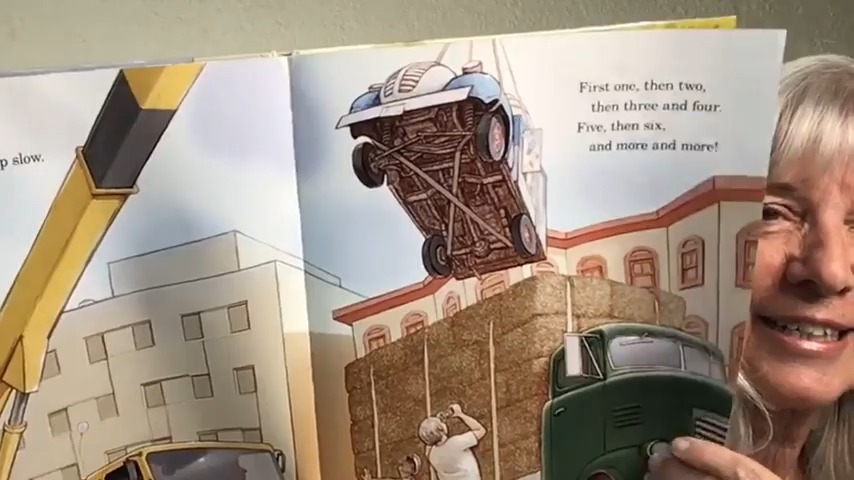 slow.
First one, then two,
then three and four.
Five, then six,
and more and more!